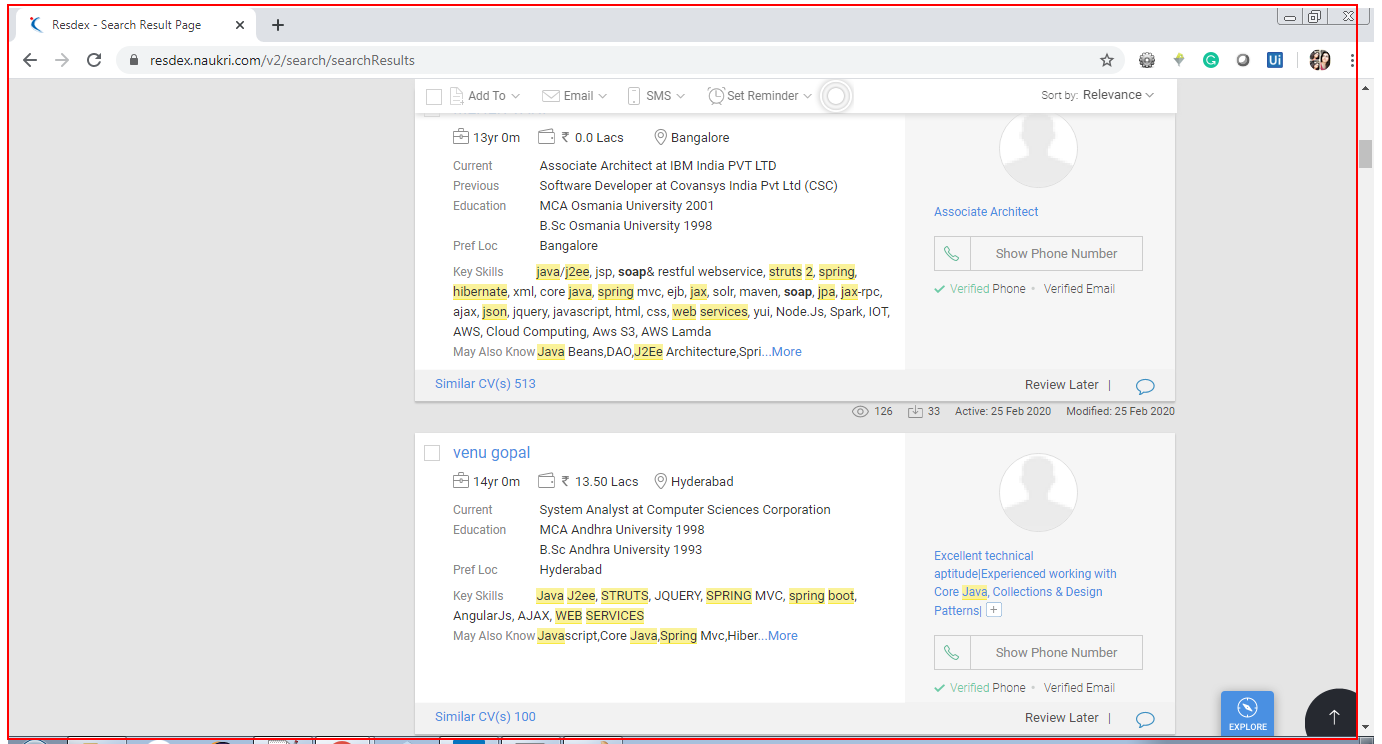 Resdex - Search Result Page
resdex.naukri.com/v2/search/searchResults
Add To Email SMS Set Reminder Sort by: Relevance
13yr 0m ₹ 0.0 Lacs Bangalore
Current Associate Architect at IBM India PVT LTD
Previous Software Developer at Covansys India Pvt Ltd (CSC)
Education MCA Osmania University 2001
B.Sc Osmania University 1998
Pref Loc Bangalore
Key Skills java/j2ee, jsp, soap& restful webservice, struts 2, spring,
hibernate, xml, core java, spring mvc, ejb, jax, solr, maven, soap, jpa, jax-rpc,
ajax, json, jquery, javascript, html, css, web services, yui, Node.Js, Spark, IOT,
AWS, Cloud Computing, Aws S3, AWS Lamda
May Also Know Java Beans,DAO,J2Ee Architecture,Spri...More
Associate Architect
Show Phone Number
Verified Phone • Verified Email
Similar CV(s) 513
Review Later |
126 33 Active: 25 Feb 2020 Modified: 25 Feb 2020
venu gopal
14yr 0m ₹ 13.50 Lacs Hyderabad
Current System Analyst at Computer Sciences Corporation
Education MCA Andhra University 1998
B.Sc Andhra University 1993
Pref Loc Hyderabad
Key Skills Java J2ee, STRUTS, JQUERY, SPRING MVC, spring boot,
AngularJs, AJAX, WEB SERVICES
May Also Know Javascript,Core Java,Spring Mvc,Hiber...More
Excellent technical
aptitude|Experienced working with
Core Java, Collections & Design
Patterns| +
Show Phone Number
Verified Phone • Verified Email
Similar CV(s) 100
Review Later |
EXPLORE
Ui